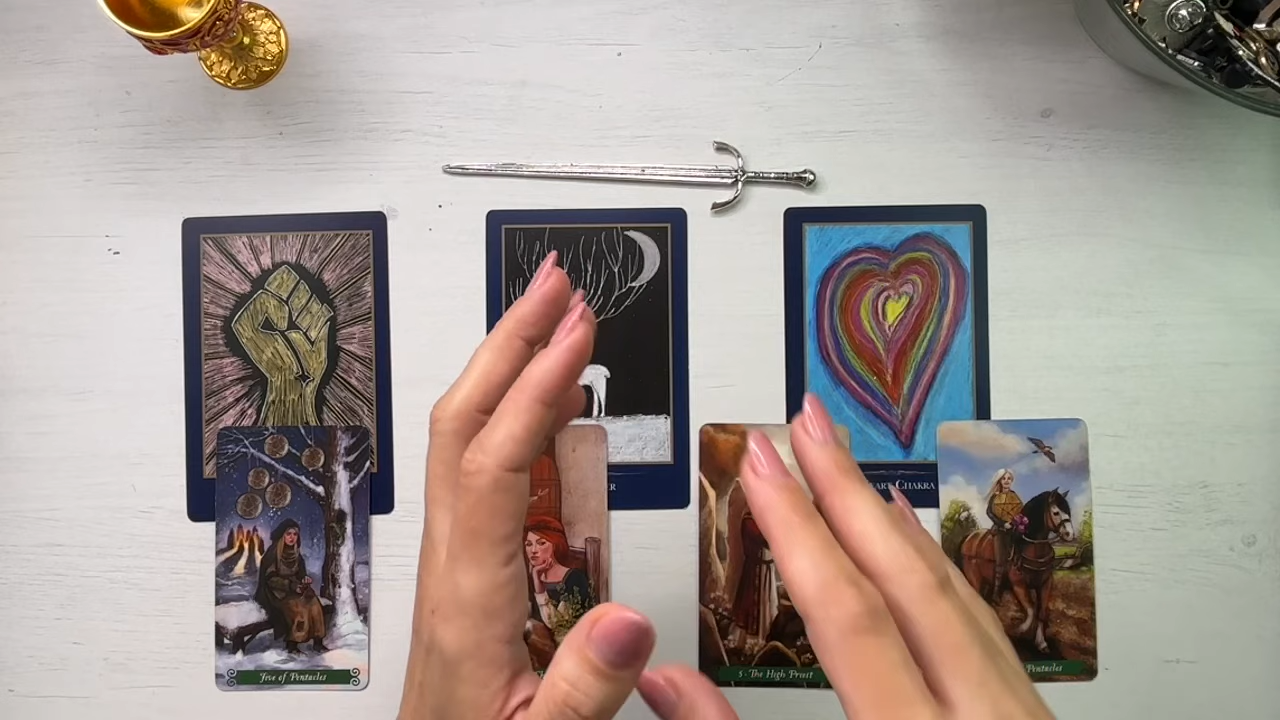 HEART CHAKRA
Five of Pentacles
5 - The High Priest
Pentacles